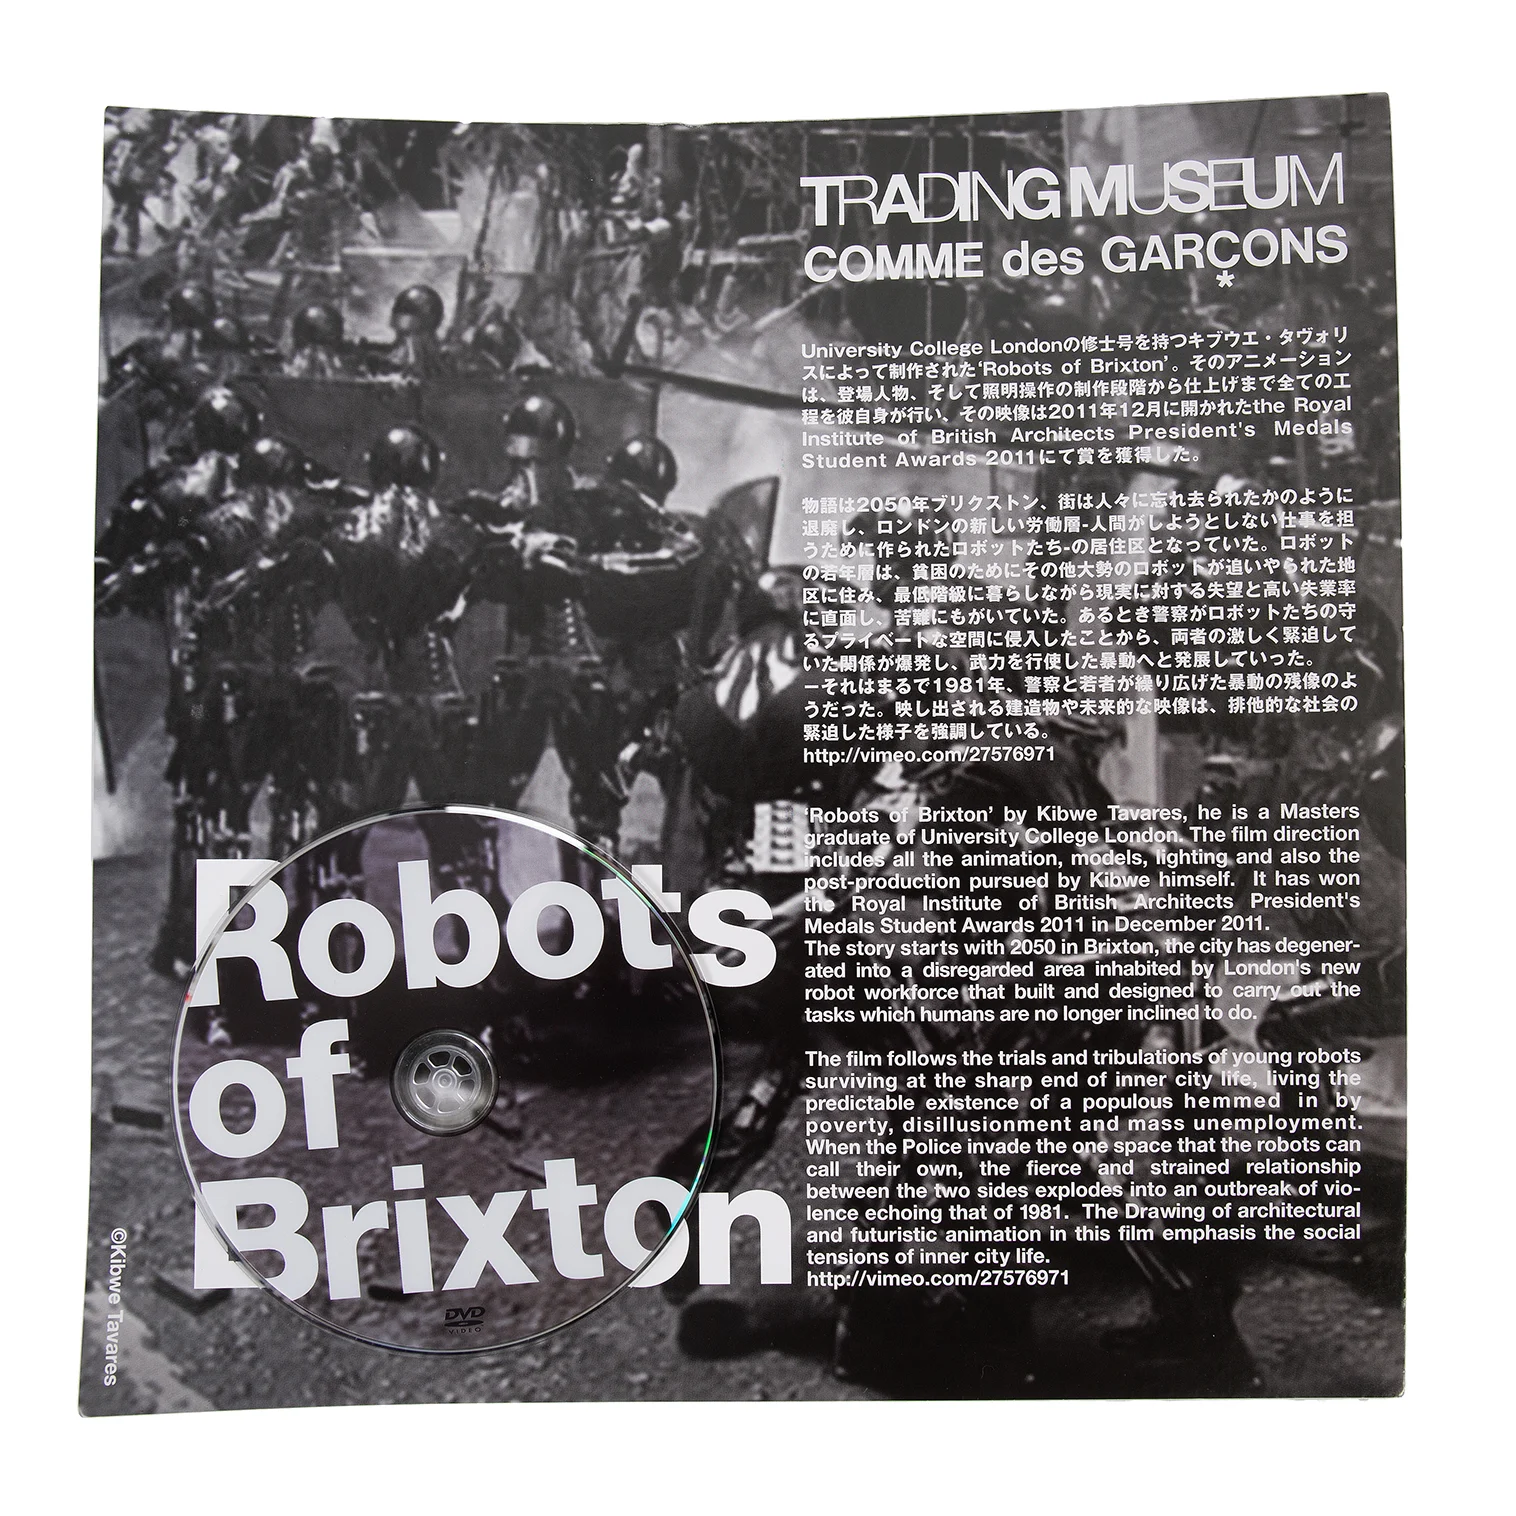 TRADING MUSEUM
COMME des GARÇONS
*
University College Londonの修士号を持つキブウエ・タヴォリ
スによって制作された‘Robots of Brixton’。そのアニメーション
は、登場人物、そして照明操作の制作段階から仕上げまで全ての工
程を彼自身が行い、その映像は2011年12月に開かれたthe Royal
Institute of British Architects President's Medals
Student Awards 2011にて賞を獲得した。
物語は2050年ブリクストン、街は人々に忘れ去られたかのように
退廃し、ロンドンの新しい労働層-人間がしようとしない仕事を担
うために作られたロボットたち-の居住区となっていた。ロボット
の若年層は、貧困のためにその他大勢のロボットが追いやられた地
区に住み、最低階級に暮らしながら現実に対する失望と高い失業率
に直面し、苦難にもがいていた。あるとき警察がロボットたちの守
るプライベートな空間に侵入したことから、両者の激しく緊迫して
いた関係が爆発し、武力を行使した暴動へと発展していった。
ーそれはまるで1981年、警察と若者が繰り広げた暴動の残像のよ
うだった。映し出される建造物や未来的な映像は、排他的な社会の
緊迫した様子を強調している。
http://vimeo.com/27576971
‘Robots of Brixton’ by Kibwe Tavares, he is a Masters
graduate of University College London. The film direction
includes all the animation, models, lighting and also the
post-production pursued by Kibwe himself. It has won
the Royal Institute of British Architects President's
Medals Student Awards 2011 in December 2011.
The story starts with 2050 in Brixton, the city has degener-
ated into a disregarded area inhabited by London's new
robot workforce that built and designed to carry out the
tasks which humans are no longer inclined to do.
The film follows the trials and tribulations of young robots
surviving at the sharp end of inner city life, living the
predictable existence of a populous hemmed in by
poverty, disillusionment and mass unemployment.
When the Police invade the one space that the robots can
call their own, the fierce and strained relationship
between the two sides explodes into an outbreak of vio-
lence echoing that of 1981. The Drawing of architectural
and futuristic animation in this film emphasis the social
tensions of inner city life.
http://vimeo.com/27576971
Robots
of
Brixton
DVD
VIDEO
©Kibwe Tavares